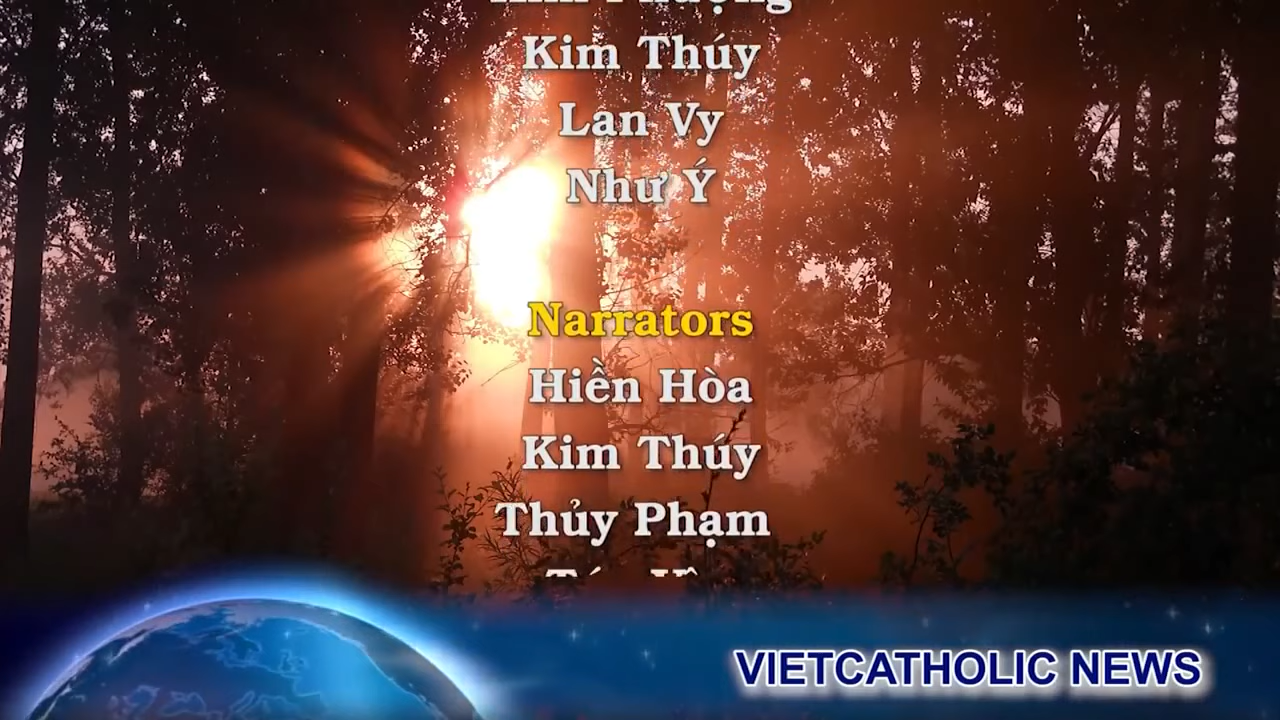 Kim Thúy
Lan Vy
Như Ý
Narrators
Hiền Hòa
Kim Thúy
Thủy Phạm
VIETCATHOLIC NEWS